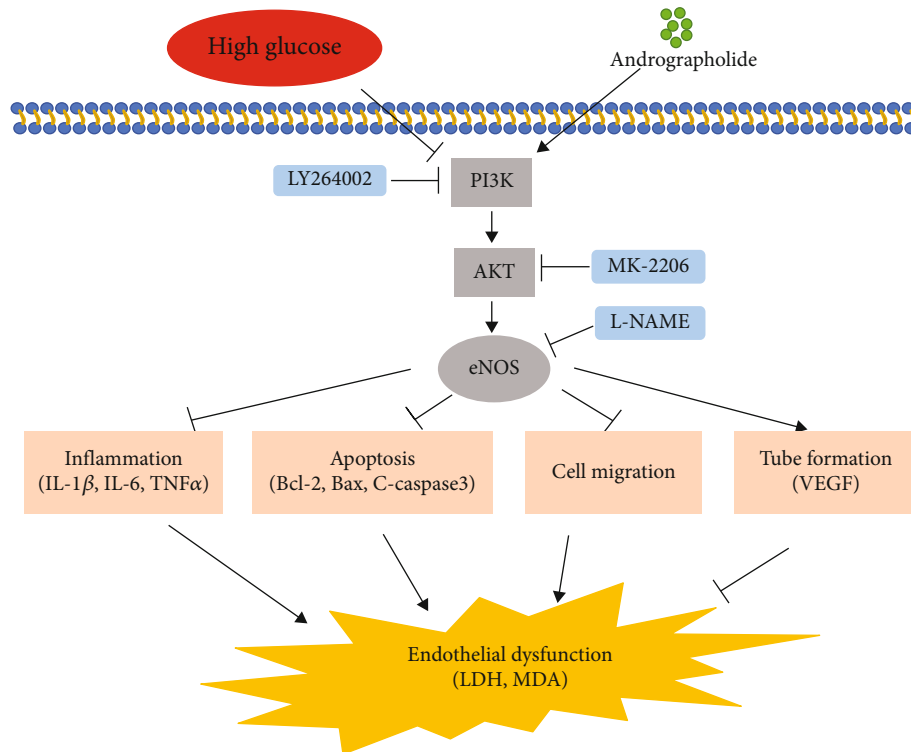 High glucose
Andrographolide
LY264002
PI3K
AKT
MK-2206
L-NAME
eNOS
Inflammation
(IL-1β, IL-6, TNFα)
Apoptosis
(Bcl-2, Bax, C-caspase3)
Cell migration
Tube formation
(VEGF)
Endothelial dysfunction
(LDH, MDA)